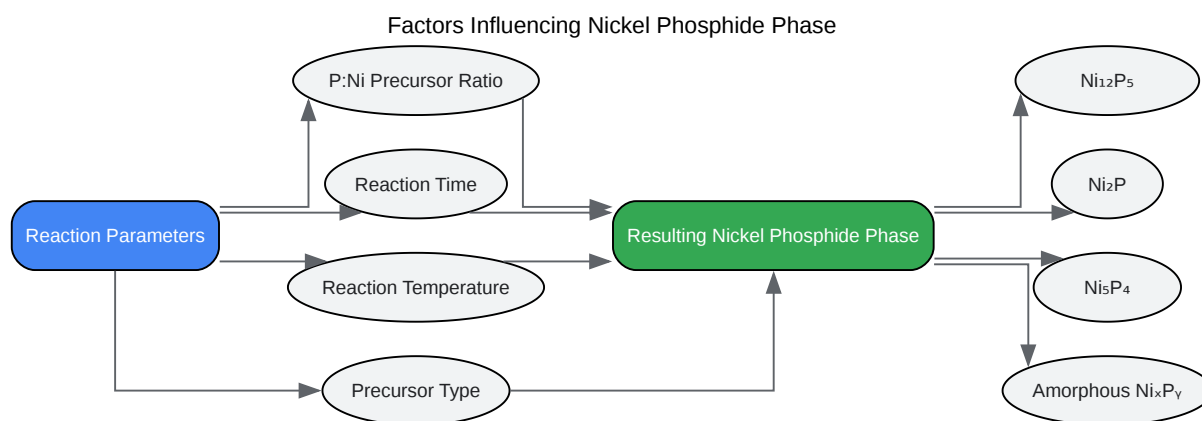 Factors Influencing Nickel Phosphide Phase
P:Ni Precursor Ratio
Ni₁₂P₅
Reaction Time
Ni₂P
Reaction Parameters
Resulting Nickel Phosphide Phase
Reaction Temperature
Ni₅P₄
Precursor Type
Amorphous NiₓPᵧ